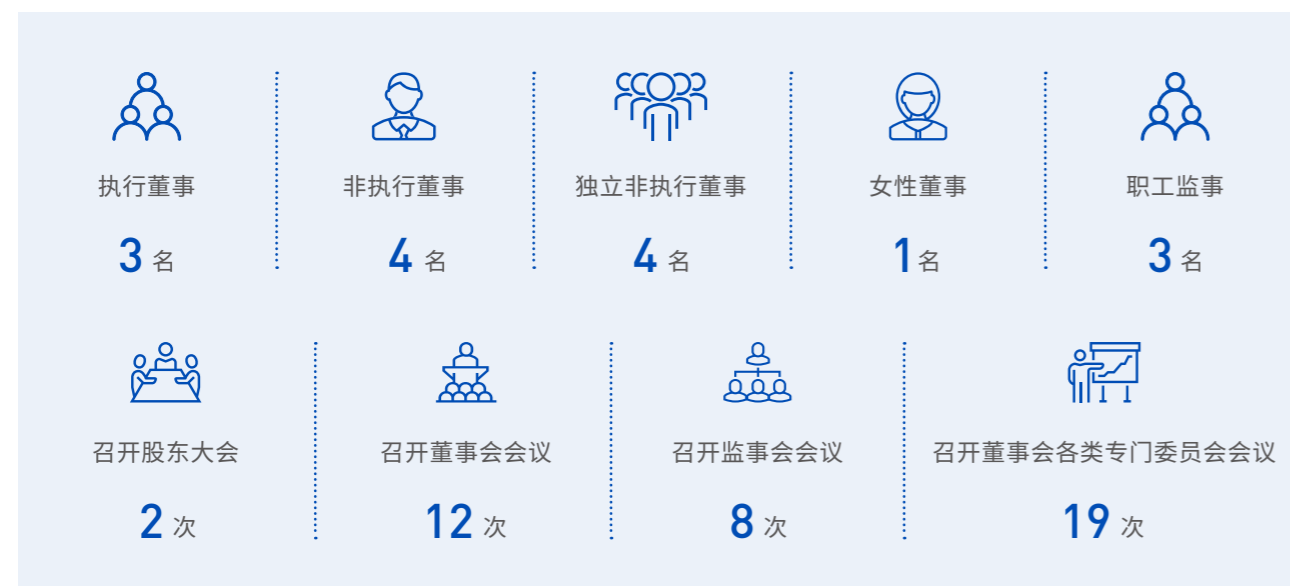 执行董事
非执行董事
独立非执行董事
女性董事
职工监事
3 名
4 名
4 名
1 名
3 名
召开股东大会
召开董事会会议
召开监事会会议
召开董事会各类专门委员会会议
2 次
12 次
8 次
19 次